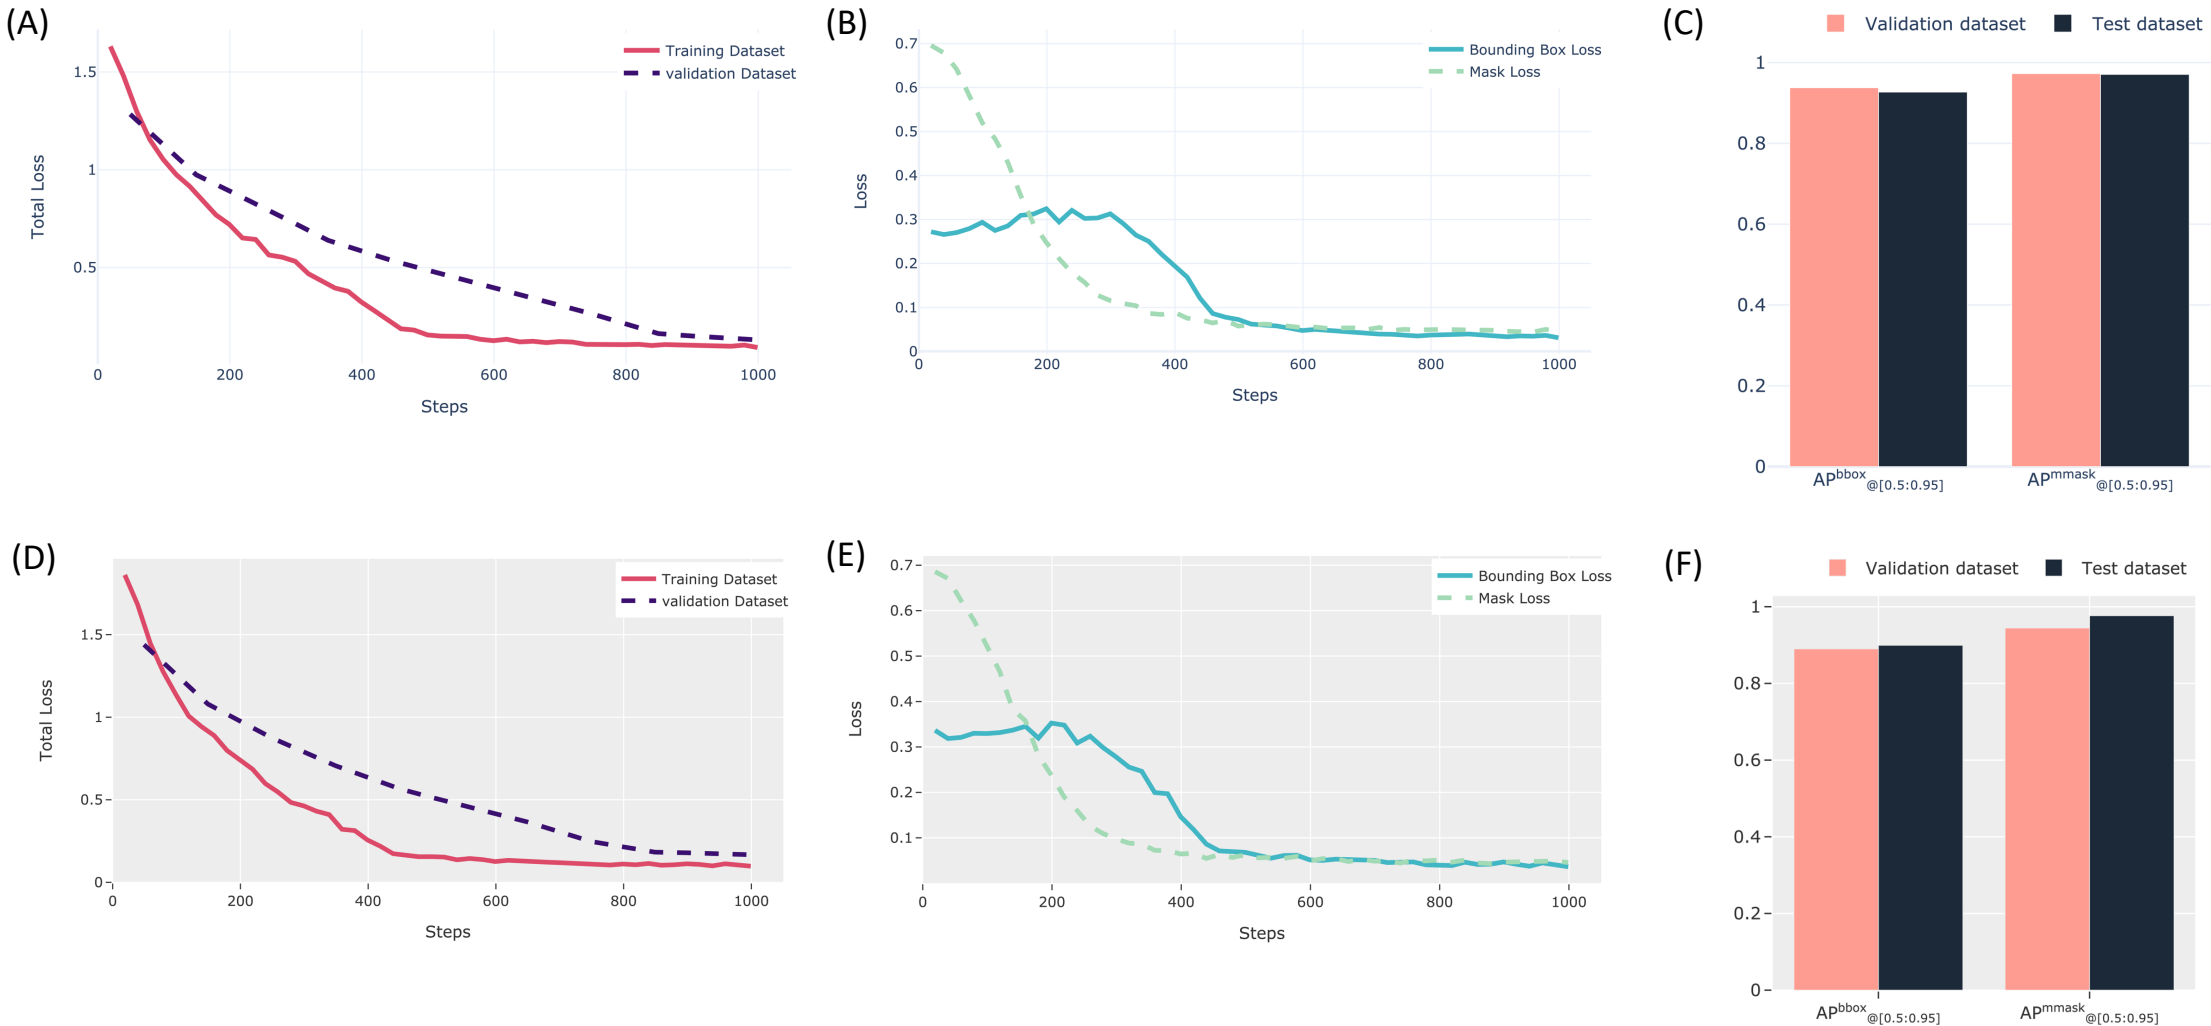 (A)
Training Dataset
validation Dataset
1.5
1
0.5
0
200
400
600
800
1000
Total Loss
Steps
(B)
Bounding Box Loss
Mask Loss
0.7
0.6
0.5
0.4
0.3
0.2
0.1
0
0
200
400
600
800
1000
Loss
Steps
(C)
Validation dataset
Test dataset
1
0.8
0.6
0.4
0.2
0
APbbox@[0.5:0.95]
APmmask@[0.5:0.95]
(D)
Training Dataset
validation Dataset
1.5
1
0.5
0
0
200
400
600
800
1000
Total Loss
Steps
(E)
Bounding Box Loss
Mask Loss
0.7
0.6
0.5
0.4
0.3
0.2
0.1
0
200
400
600
800
1000
Loss
Steps
(F)
Validation dataset
Test dataset
1
0.8
0.6
0.4
0.2
0
APbbox@[0.5:0.95]
APmmask@[0.5:0.95]